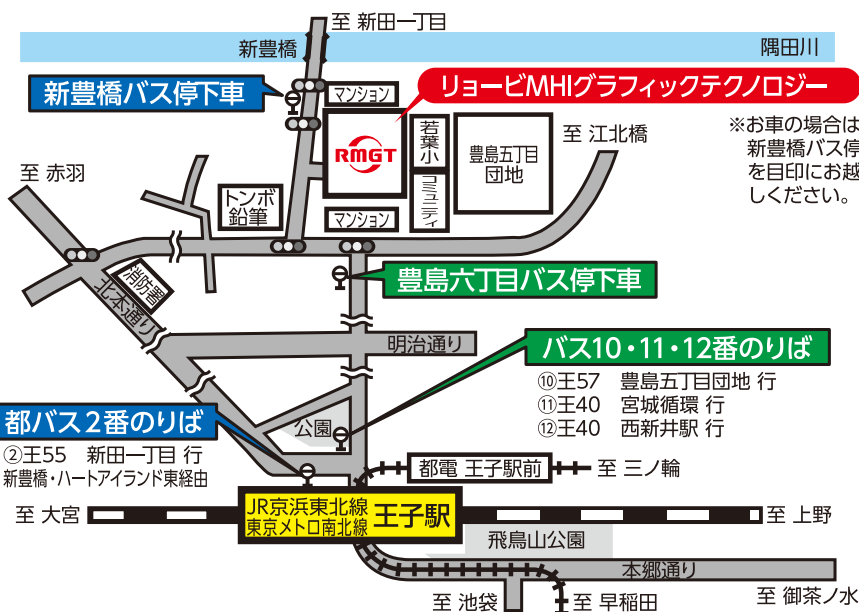 至 新田一丁目
新豊橋
隅田川
新豊橋バス停下車
マンション
リョービMHIグラフィックテクノロジー
RMGT
若葉小
コミュニティ
豊島五丁目
団地
至 江北橋
※お車の場合は
新豊橋バス停
を目印にお越
しください。
至 赤羽
トンボ
鉛筆
マンション
消防署
北本通り
豊島六丁目バス停下車
明治通り
バス10・11・12番のりば
⑩王57 豊島五丁目団地 行
⑪王40 宮城循環 行
⑫王40 西新井駅 行
都バス2番のりば
②王55 新田一丁目 行
新豊橋・ハートアイランド東経由
公園
都電 王子駅前
至 三ノ輪
至 大宮
JR京浜東北線
東京メトロ南北線
王子駅
至 上野
飛鳥山公園
本郷通り
至 池袋
至 早稲田
至 御茶ノ水